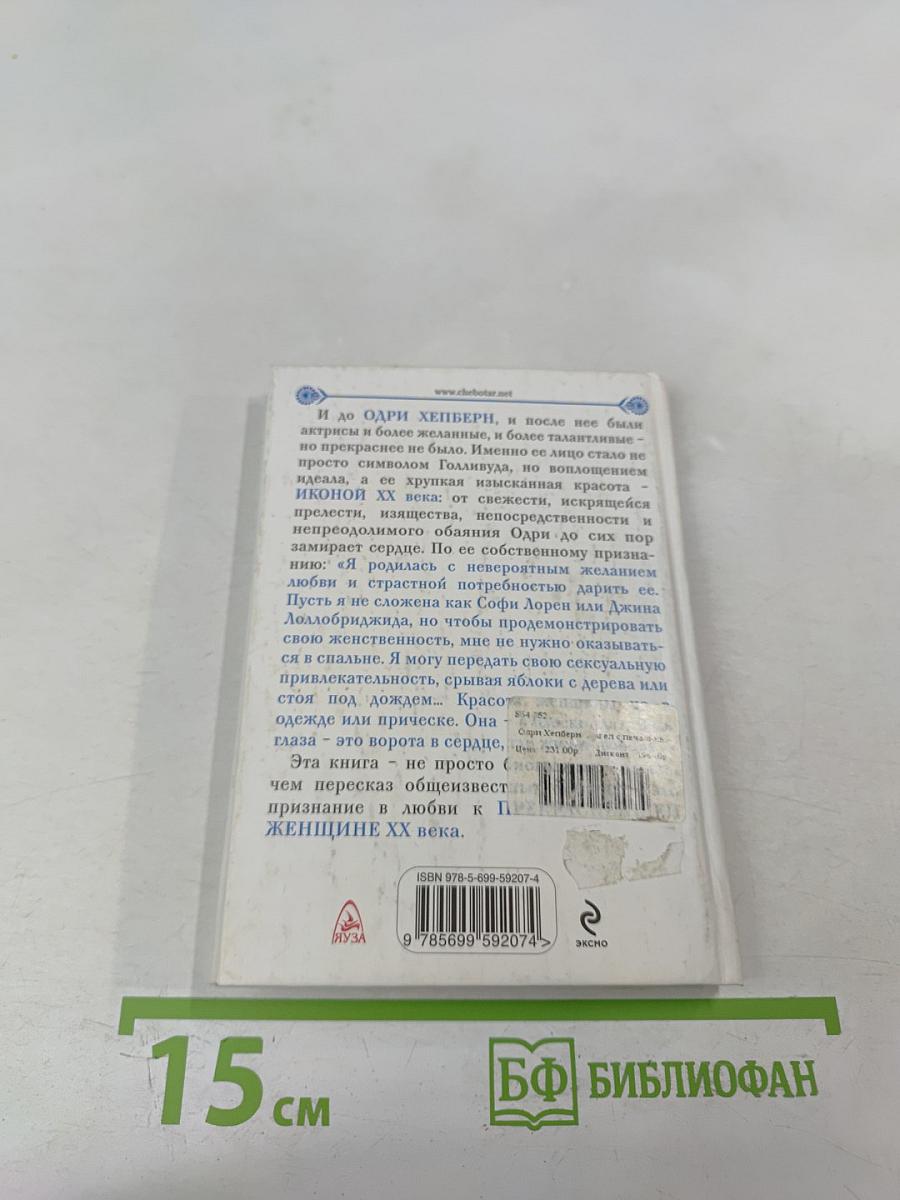 www.chebotar.net
И до ОДРИ ХЕПБЕРН, и после нее были
актрисы и более желанные, и более талантливые –
но прекраснее не было. Именно ее лицо стало не
просто символом Голливуда, но воплощением
идеала, а ее хрупкая изысканная красота –
ИКОНОЙ XX века: от свежести, искрящейся
прелести, изящества, непосредственности и
непреодолимого обаяния Одри до сих пор
замирает сердце. По ее собственному призна-
нию: «Я родилась с невероятным желанием
любви и страстной потребностью дарить ее.
Пусть я не сложена как Софи Лорен или Джина
Лоллобриджида, но чтобы продемонстрировать
свою женственность, мне не нужно оказывать-
ся в спальне. Я могу передать свою сексуальную
привлекательность, срывая яблоки с дерева или
стоя под дождем...
одежде или прическе. Она –
глаза – это ворота в сердце,
Одри Хепберн
Цена 231.00р Дисконт
Эта книга – не просто
чем пересказ
признание в любви к
ЖЕНЩИНЕ XX века.
ISBN 978-5-699-59207-4
9 785699 592074 >
ЯУЗА
ЭКСМО
15 см
БФ БИБЛИОФАН